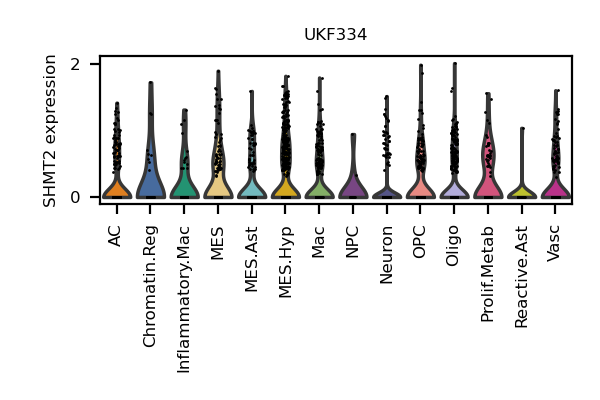 UKF334
SHMT2 expression
2
0
AC
Chromatin.Reg
Inflammatory.Mac
MES
MES.Ast
MES.Hyp
Mac
NPC
Neuron
OPC
Oligo
Prolif.Metab
Reactive.Ast
Vasc